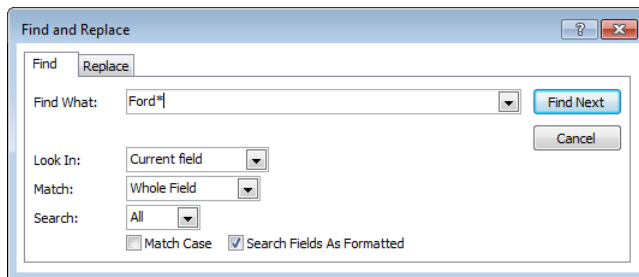 Find and Replace ?
Find Replace
Find What: Ford* Find Next
Cancel
Look In: Current field
Match: Whole Field
Search: All
Match Case Search Fields As Formatted